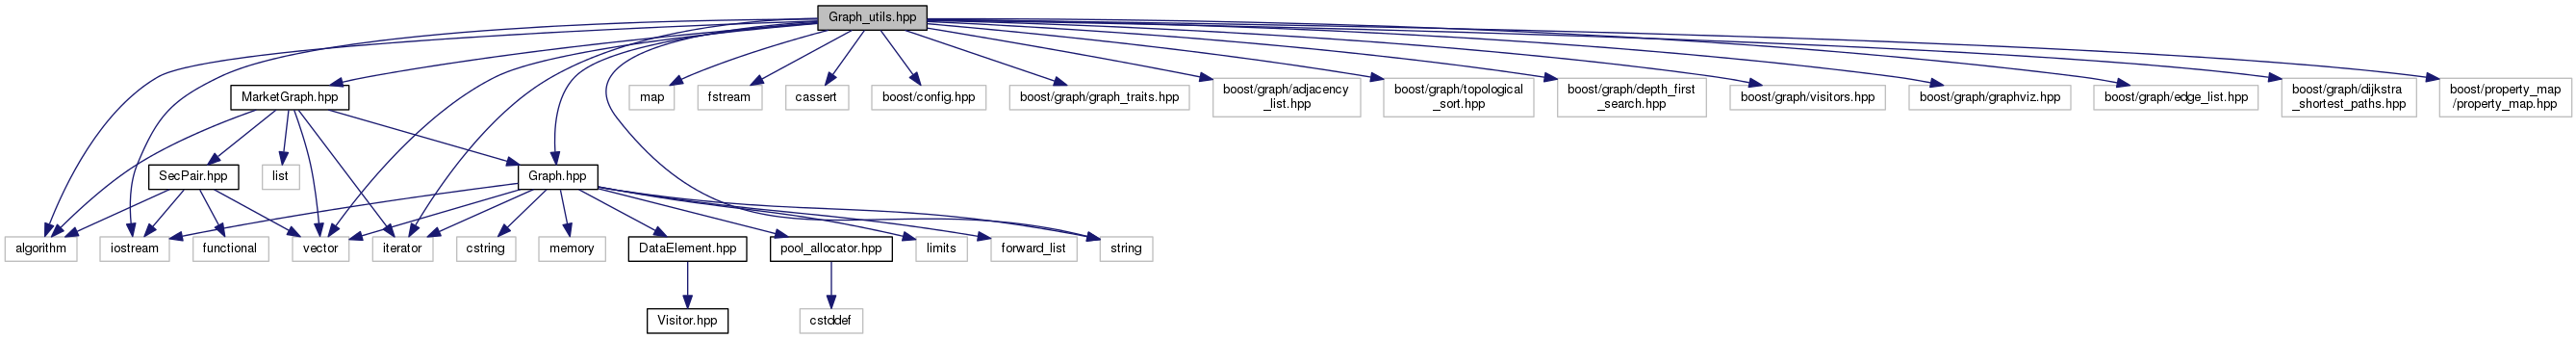 Graph_utils.hpp
MarketGraph.hpp
map
fstream
cassert
boost/config.hpp
boost/graph/graph_traits.hpp
boost/graph/adjacency
_list.hpp
boost/graph/topological
_sort.hpp
boost/graph/depth_first
_search.hpp
boost/graph/visitors.hpp
boost/graph/graphviz.hpp
boost/graph/edge_list.hpp
boost/graph/dijkstra
_shortest_paths.hpp
boost/property_map
/property_map.hpp
SecPair.hpp
list
Graph.hpp
algorithm
iostream
functional
vector
iterator
cstring
memory
DataElement.hpp
pool_allocator.hpp
limits
forward_list
string
Visitor.hpp
cstddef